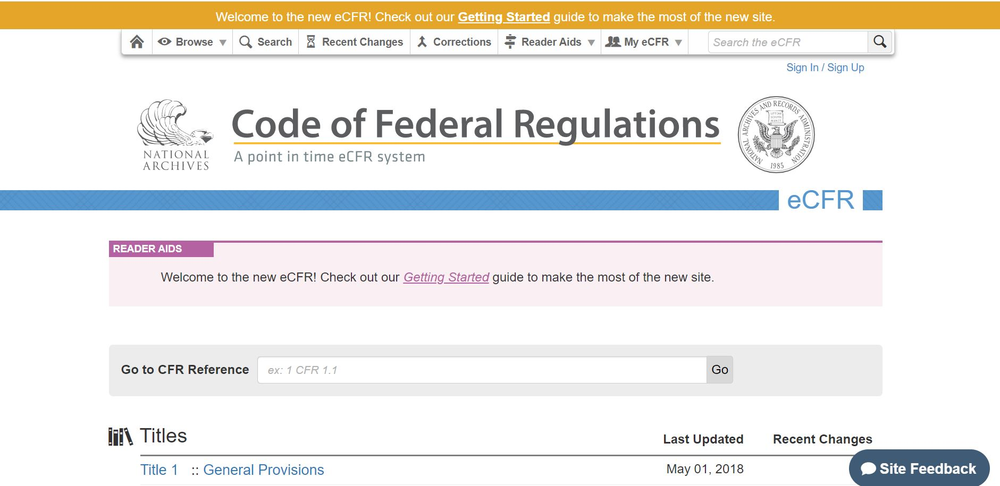 Welcome to the new eCFR! Check out our Getting Started guide to make the most of the new site.
Browse Search Recent Changes Corrections Reader Aids My eCFR Search the eCFR
Sign In / Sign Up
NATIONAL
ARCHIVES
Code of Federal Regulations
A point in time eCFR system
NATIONAL ARCHIVES AND RECORDS ADMINISTRATION
LITTERA
SCRIPTA
MANET
1985
eCFR
READER AIDS
Welcome to the new eCFR! Check out our Getting Started guide to make the most of the new site.
Go to CFR Reference ex: 1 CFR 1.1 Go
Titles Last Updated Recent Changes
Title 1 :: General Provisions May 01, 2018
Site Feedback